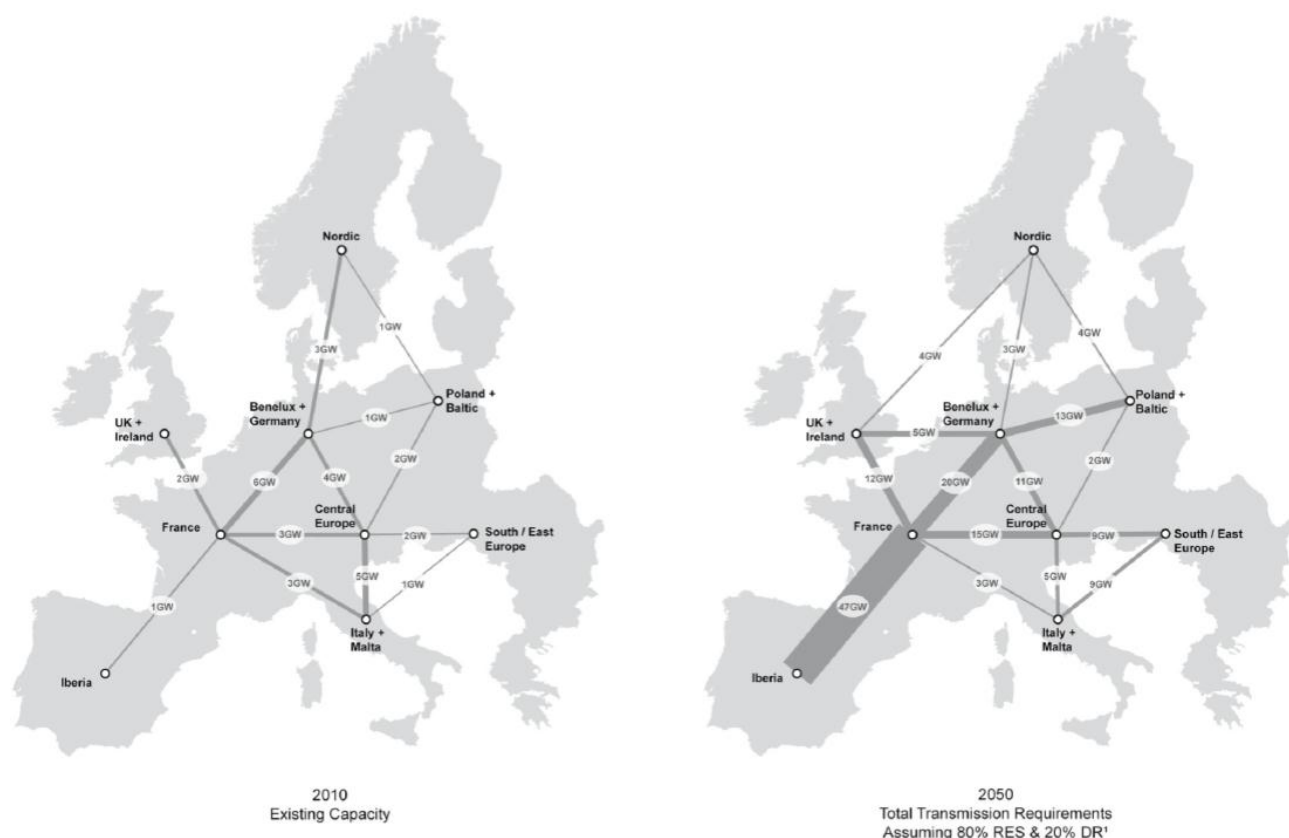 Nordic
1GW
3GW
Poland +
Baltic
Benelux +
Germany
1GW
UK +
Ireland
2GW
2GW
6GW
4GW
France
3GW
Central
Europe
2GW
South / East
Europe
5GW
3GW
1GW
1GW
Italy +
Malta
Iberia
2010
Existing Capacity
Nordic
4GW
4GW
3GW
Poland +
Baltic
Benelux +
Germany
13GW
UK +
Ireland
5GW
2GW
12GW
20GW
11GW
France
15GW
Central
Europe
9GW
South / East
Europe
3GW
5GW
9GW
47GW
Italy +
Malta
Iberia
2050
Total Transmission Requirements
Assuming 80% RES & 20% DR¹